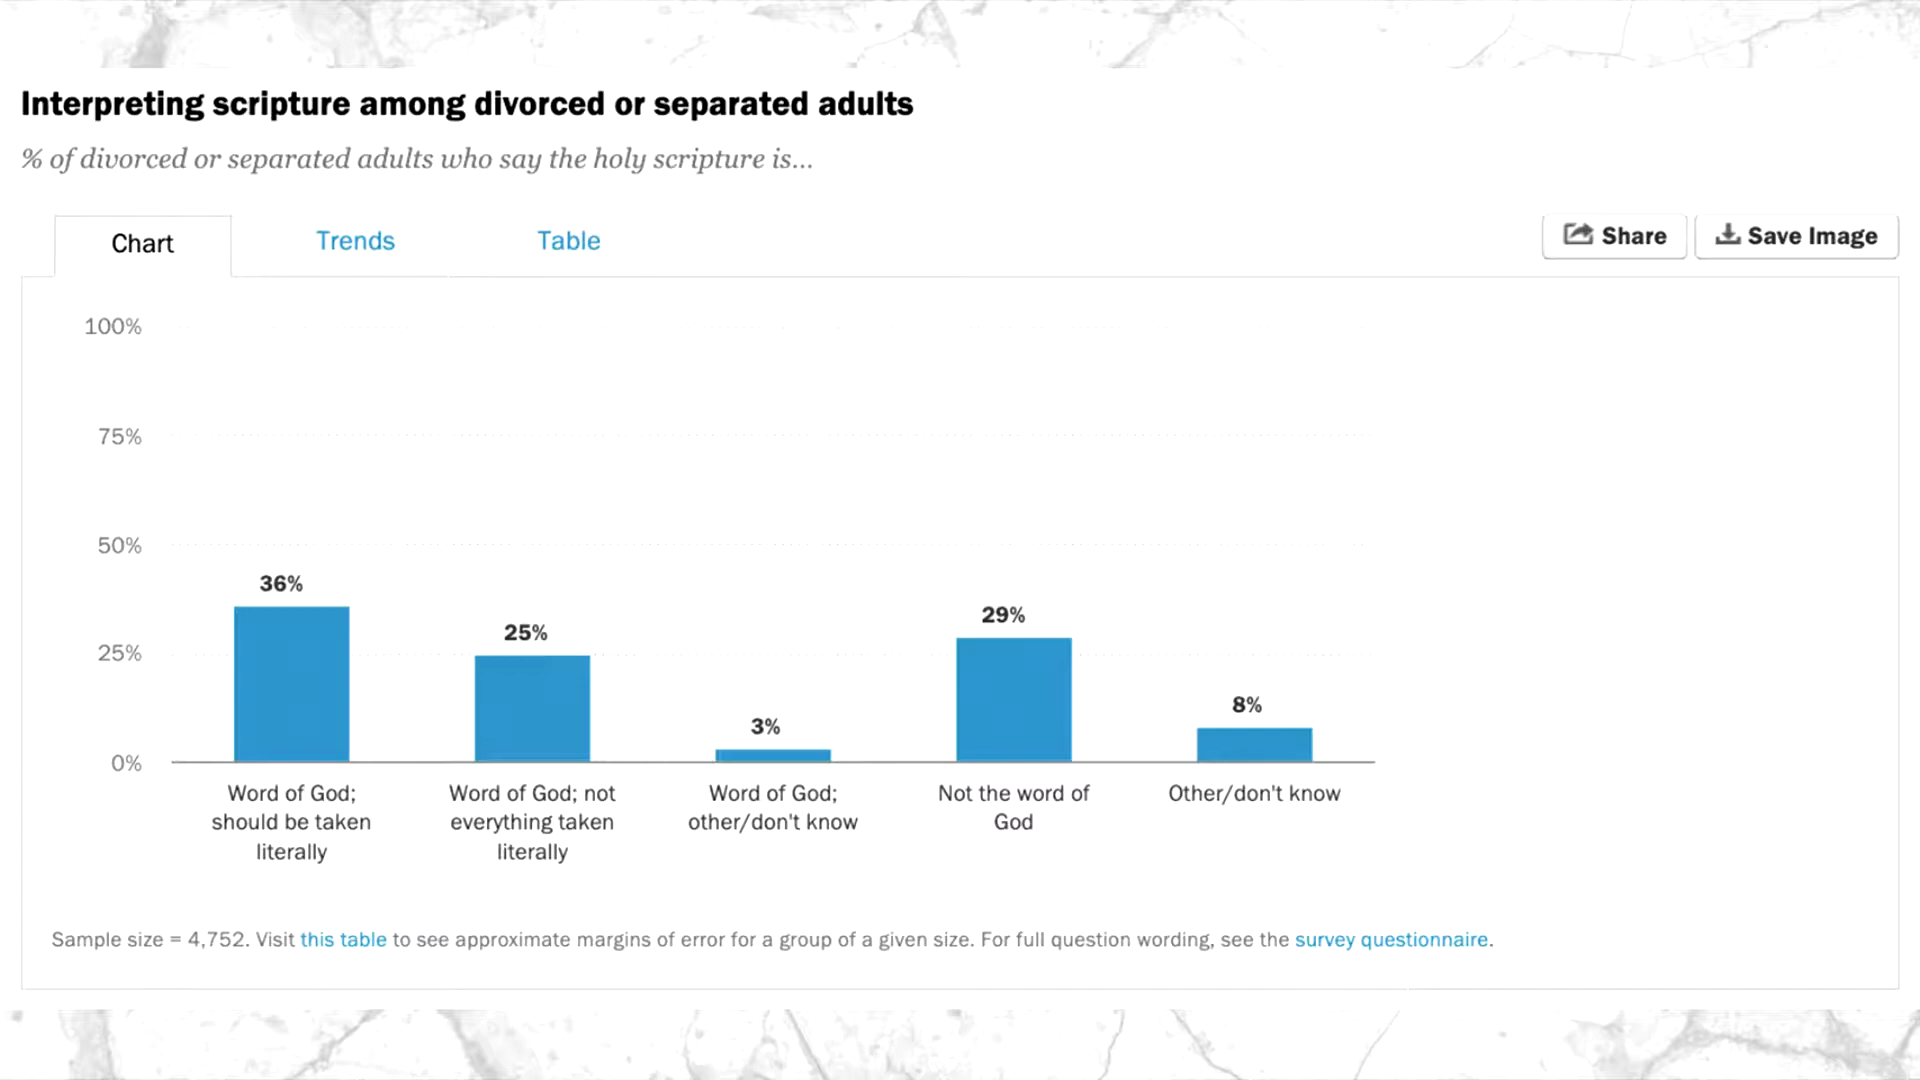 Interpreting scripture among divorced or separated adults
% of divorced or separated adults who say the holy scripture is...
Chart
Trends
Table
Share
Save Image
100%
75%
50%
25%
0%
36%
25%
3%
29%
8%
Word of God;
should be taken
literally
Word of God; not
everything taken
literally
Word of God;
other/don't know
Not the word of
God
Other/don't know
Sample size = 4,752. Visit this table to see approximate margins of error for a group of a given size. For full question wording, see the survey questionnaire.